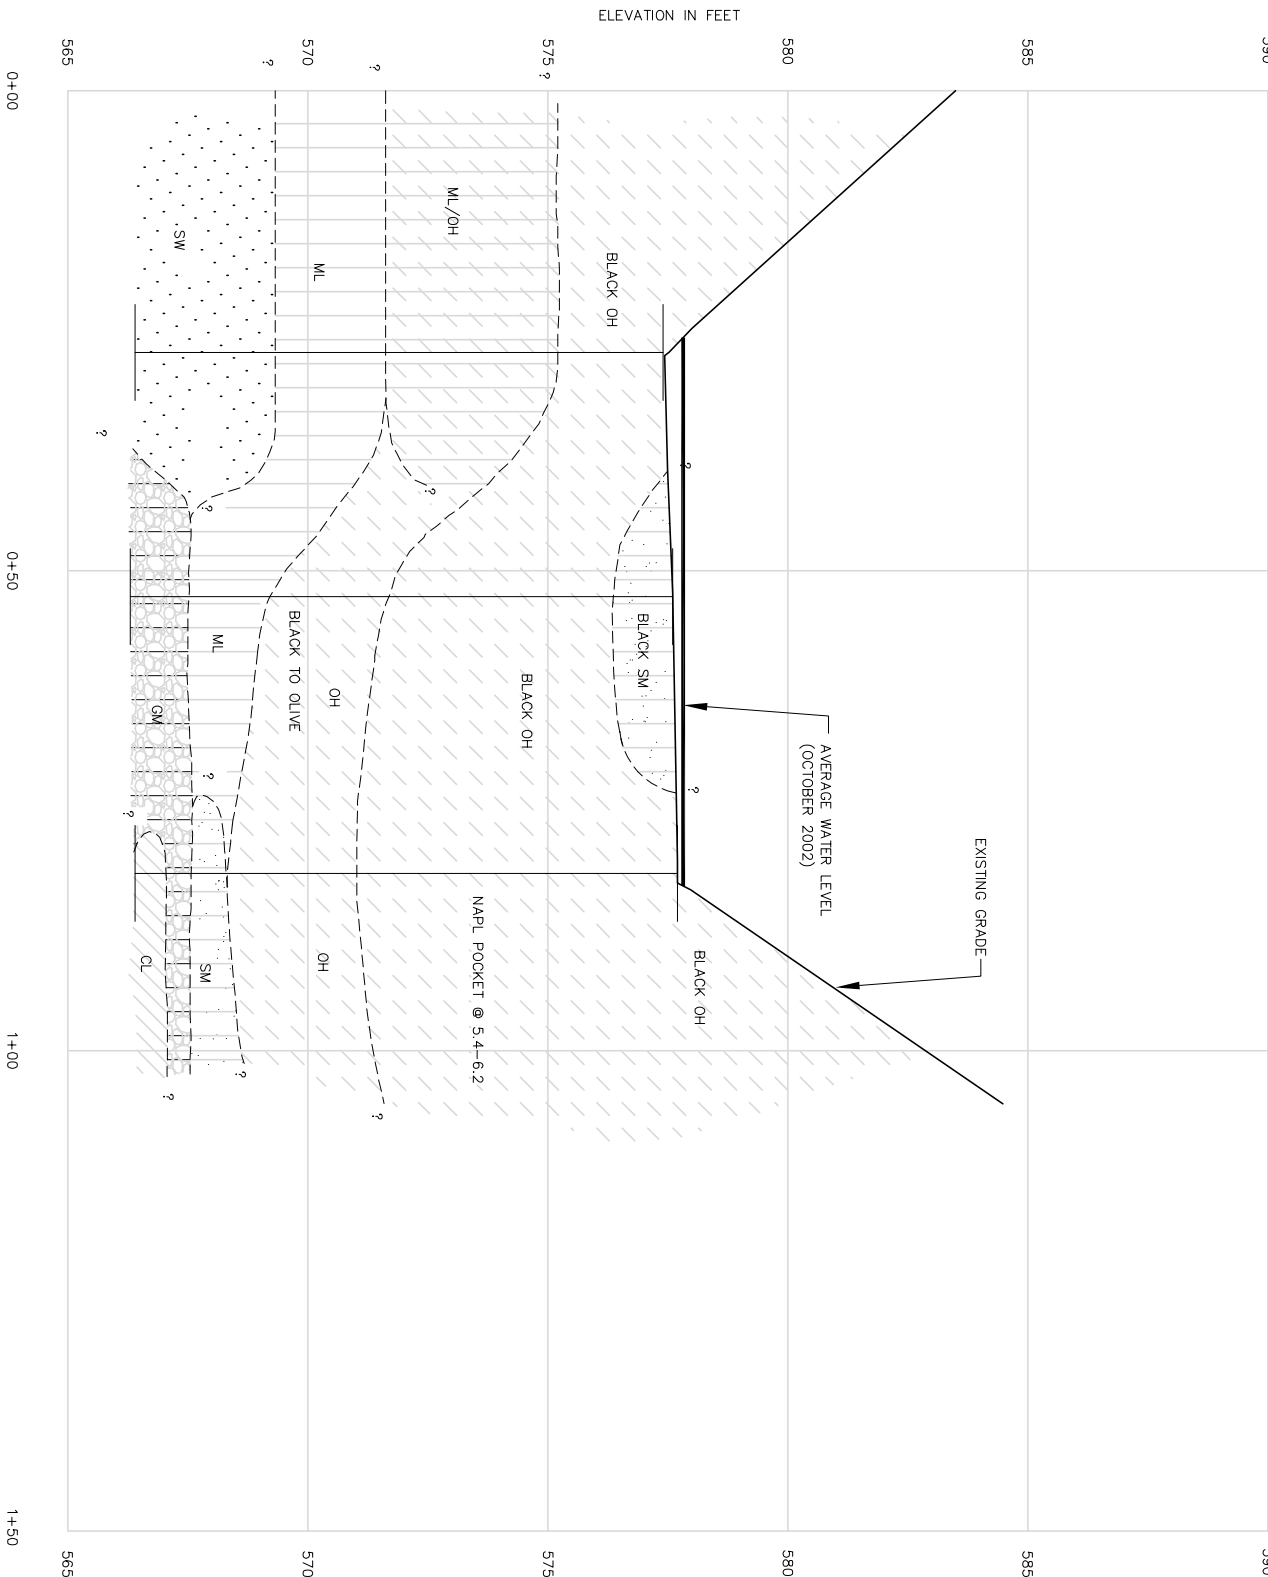 ELEVATION IN FEET
590
585
580
575
570
565
590
585
580
575
570
565
0+00
0+50
1+00
1+50
EXISTING GRADE
AVERAGE WATER LEVEL
(OCTOBER 2002)
BLACK OH
BLACK SM
BLACK OH
BLACK OH
NAPL POCKET @ 5.4-6.2
ML/OH
ML
SW
OH
BLACK TO OLIVE
OH
ML
GM
SM
CL
?
?
?
?
?
?
?
?
?
?
?
?
?